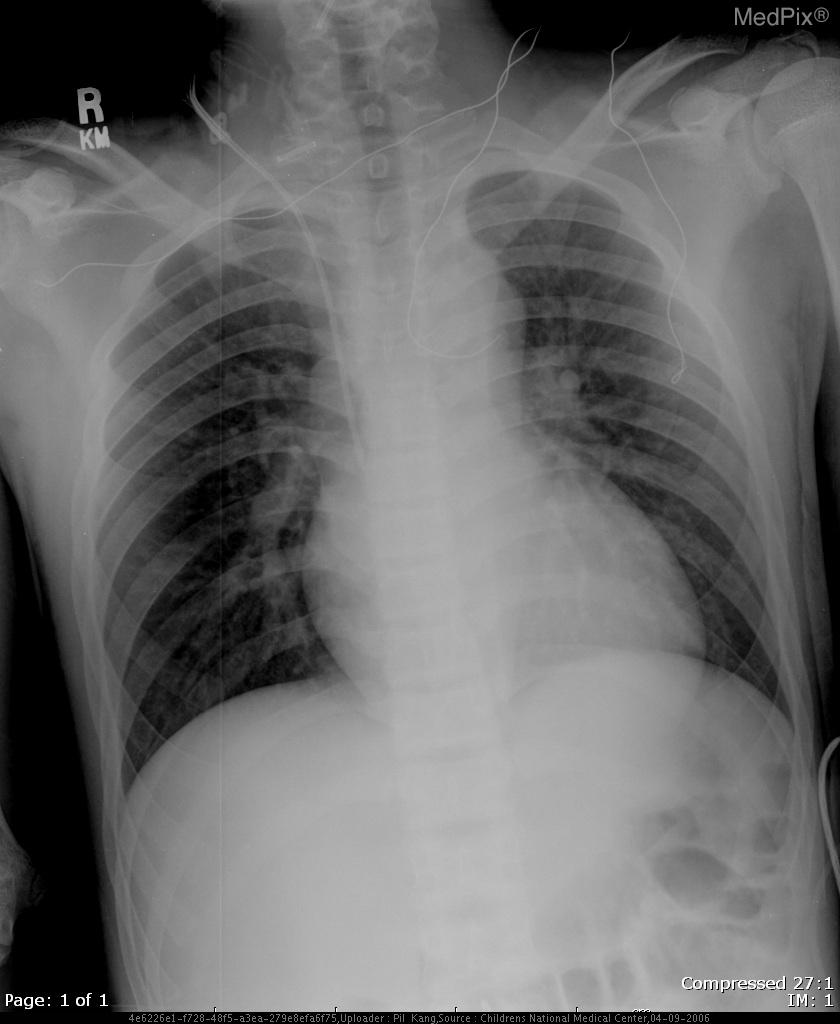 MedPix®
R
KM
Compressed 27:1
Page: 1 of 1
IM: 1
4e6226e1-f728-48f5-a3ea-279e8efa6f75,Uploader : Pil Kang,Source : Childrens National Medical Center,04-09-2006